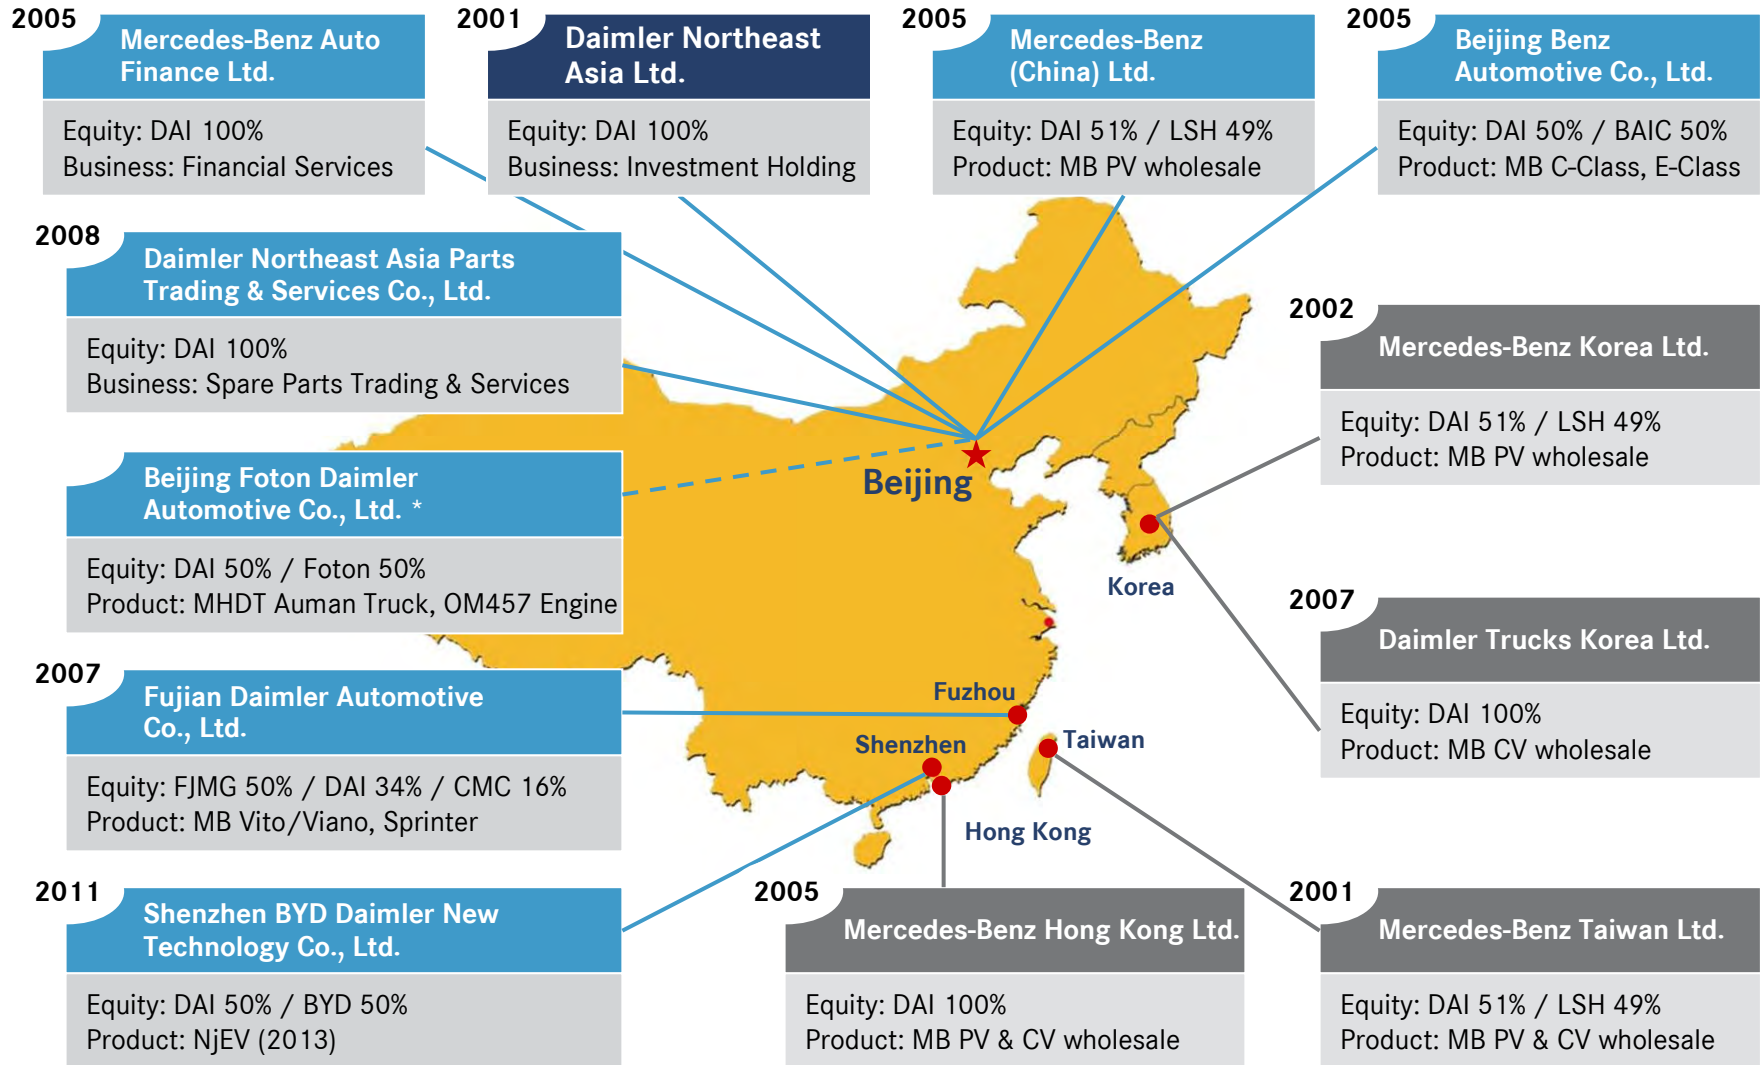 2005
Mercedes-Benz Auto
Finance Ltd.
Equity: DAI 100%
Business: Financial Services
2001
Daimler Northeast
Asia Ltd.
Equity: DAI 100%
Business: Investment Holding
2005
Mercedes-Benz
(China) Ltd.
Equity: DAI 51% / LSH 49%
Product: MB PV wholesale
2005
Beijing Benz
Automotive Co., Ltd.
Equity: DAI 50% / BAIC 50%
Product: MB C-Class, E-Class
2008
Daimler Northeast Asia Parts
Trading & Services Co., Ltd.
Equity: DAI 100%
Business: Spare Parts Trading & Services
2002
Mercedes-Benz Korea Ltd.
Equity: DAI 51% / LSH 49%
Product: MB PV wholesale
Beijing Foton Daimler
Automotive Co., Ltd. *
Equity: DAI 50% / Foton 50%
Product: MHDT Auman Truck, OM457 Engine
Beijing
Korea
2007
Daimler Trucks Korea Ltd.
Equity: DAI 100%
Product: MB CV wholesale
2007
Fujian Daimler Automotive
Co., Ltd.
Equity: FJMG 50% / DAI 34% / CMC 16%
Product: MB Vito/Viano, Sprinter
Fuzhou
Shenzhen
Taiwan
Hong Kong
2011
Shenzhen BYD Daimler New
Technology Co., Ltd.
Equity: DAI 50% / BYD 50%
Product: NjEV (2013)
2005
Mercedes-Benz Hong Kong Ltd.
Equity: DAI 100%
Product: MB PV & CV wholesale
2001
Mercedes-Benz Taiwan Ltd.
Equity: DAI 51% / LSH 49%
Product: MB PV & CV wholesale